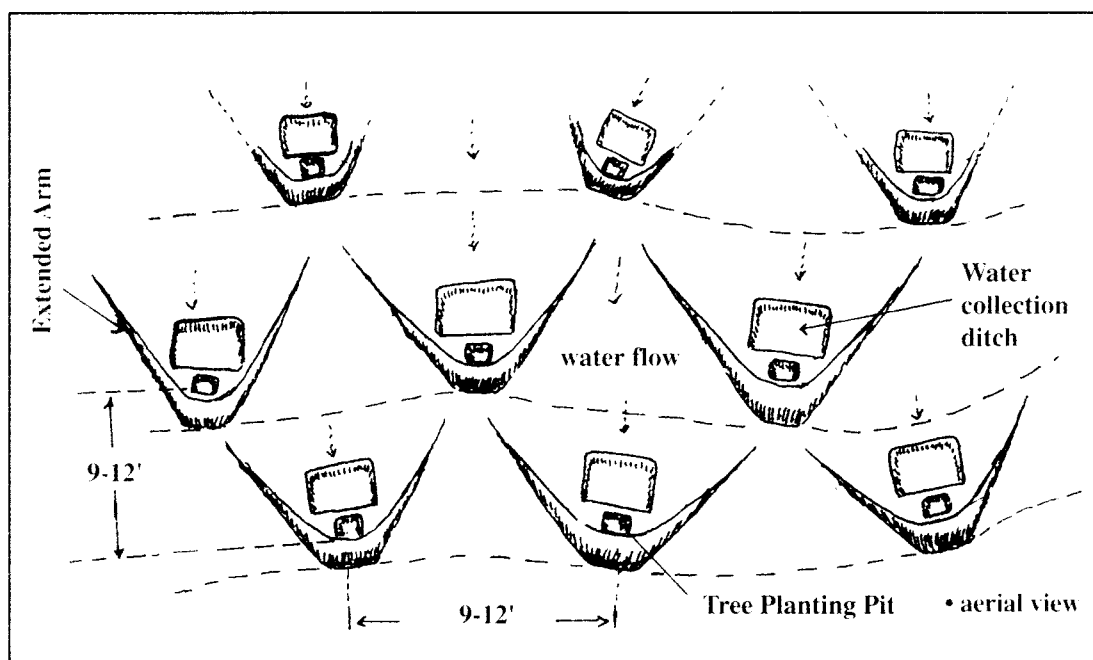 Extended Arm
Water
collection
ditch
water flow
9-12'
9-12'
Tree Planting Pit
• aerial view